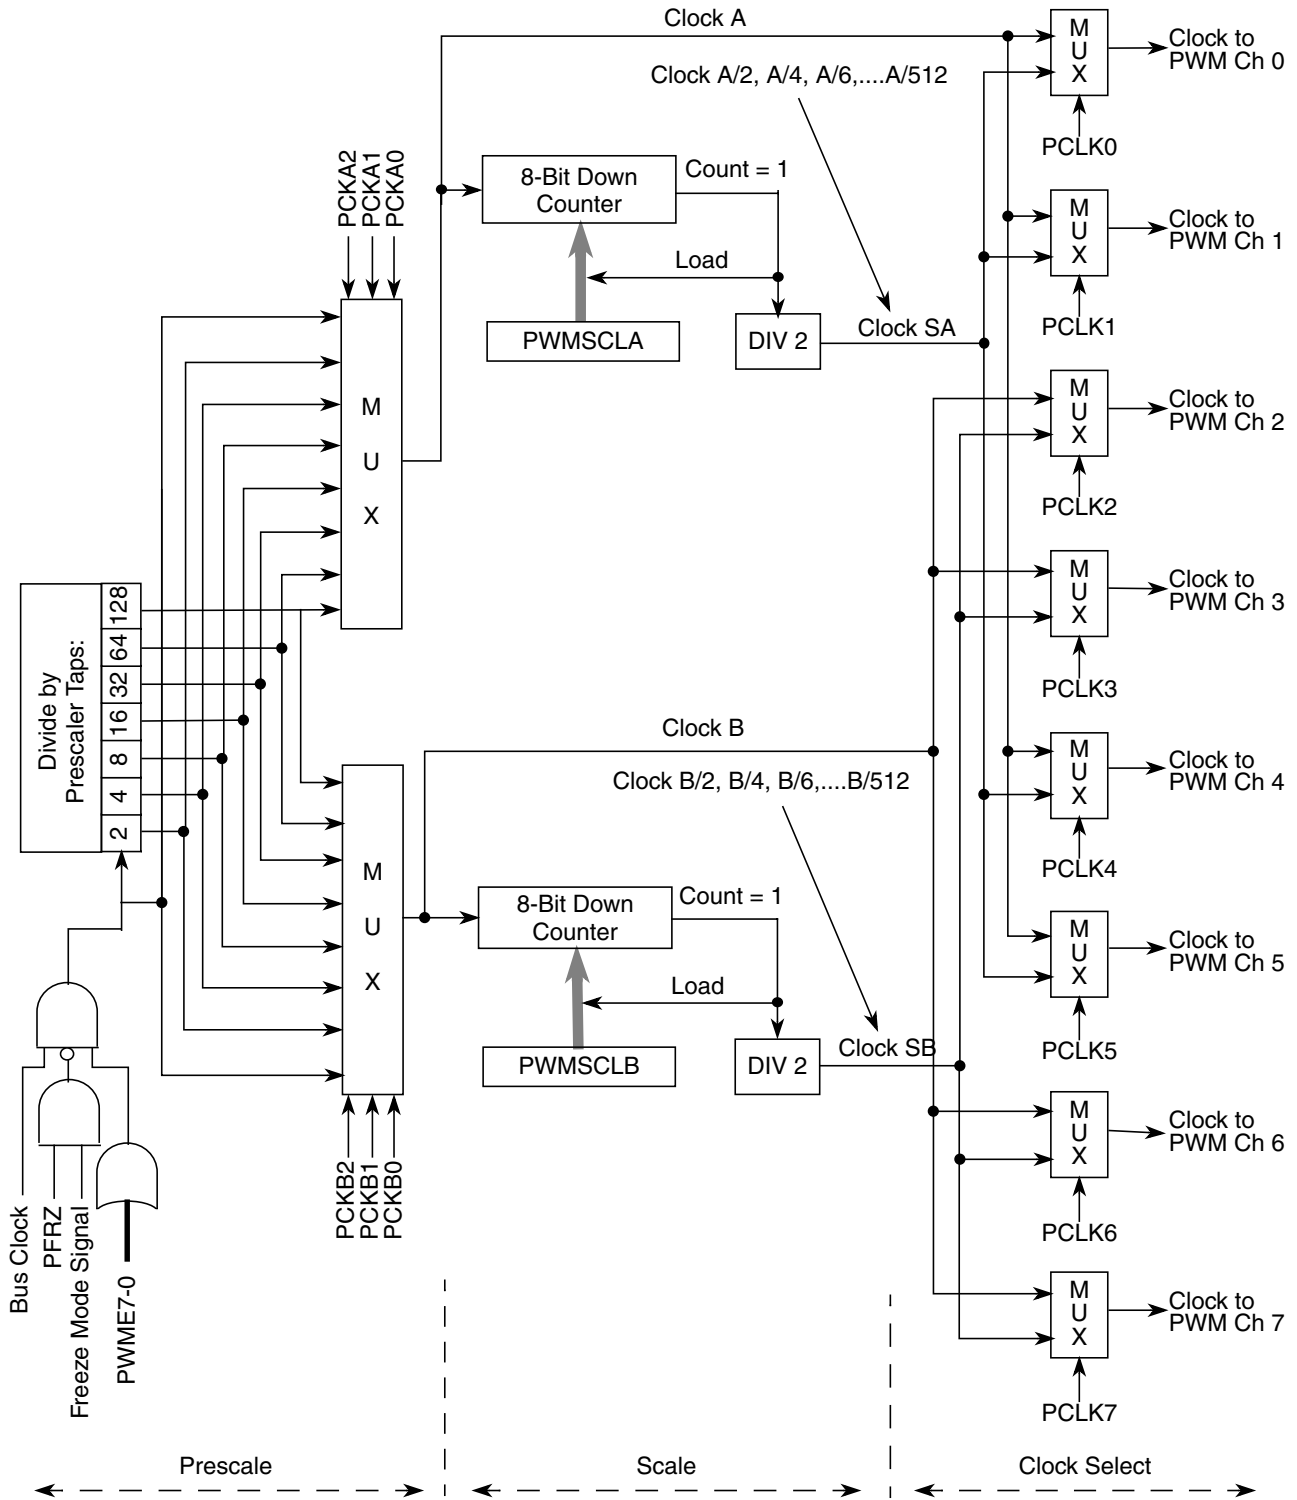 Clock A
Clock A/2, A/4, A/6,....A/512
M
U
X
Clock to
PWM Ch 0
PCLK0
PCKA2
PCKA1
PCKA0
8-Bit Down
Counter
Count = 1
Load
PWMSCLA
DIV 2
Clock SA
M
U
X
Clock to
PWM Ch 1
PCLK1
M
U
X
M
U
X
Clock to
PWM Ch 2
PCLK2
M
U
X
Clock to
PWM Ch 3
PCLK3
Divide by
Prescaler Taps:
128
64
32
16
8
4
2
Clock B
Clock B/2, B/4, B/6,....B/512
M
U
X
Clock to
PWM Ch 4
PCLK4
M
U
X
8-Bit Down
Counter
Count = 1
Load
PWMSCLB
DIV 2
Clock SB
M
U
X
Clock to
PWM Ch 5
PCLK5
PCKB2
PCKB1
PCKB0
M
U
X
Clock to
PWM Ch 6
PCLK6
Bus Clock
PFRZ
Freeze Mode Signal
PWME7-0
M
U
X
Clock to
PWM Ch 7
PCLK7
Prescale
Scale
Clock Select